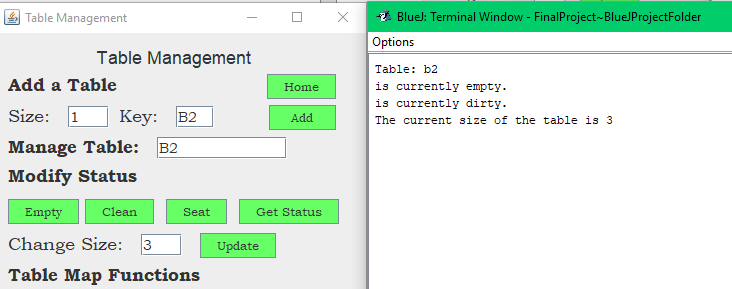 Table Management
Table Management
Add a Table
Home
Size: 1 Key: B2 Add
Manage Table: B2
Modify Status
Empty Clean Seat Get Status
Change Size: 3 Update
Table Map Functions
BlueJ: Terminal Window - FinalProject~BlueJProjectFolder
Options
Table: b2
is currently empty.
is currently dirty.
The current size of the table is 3